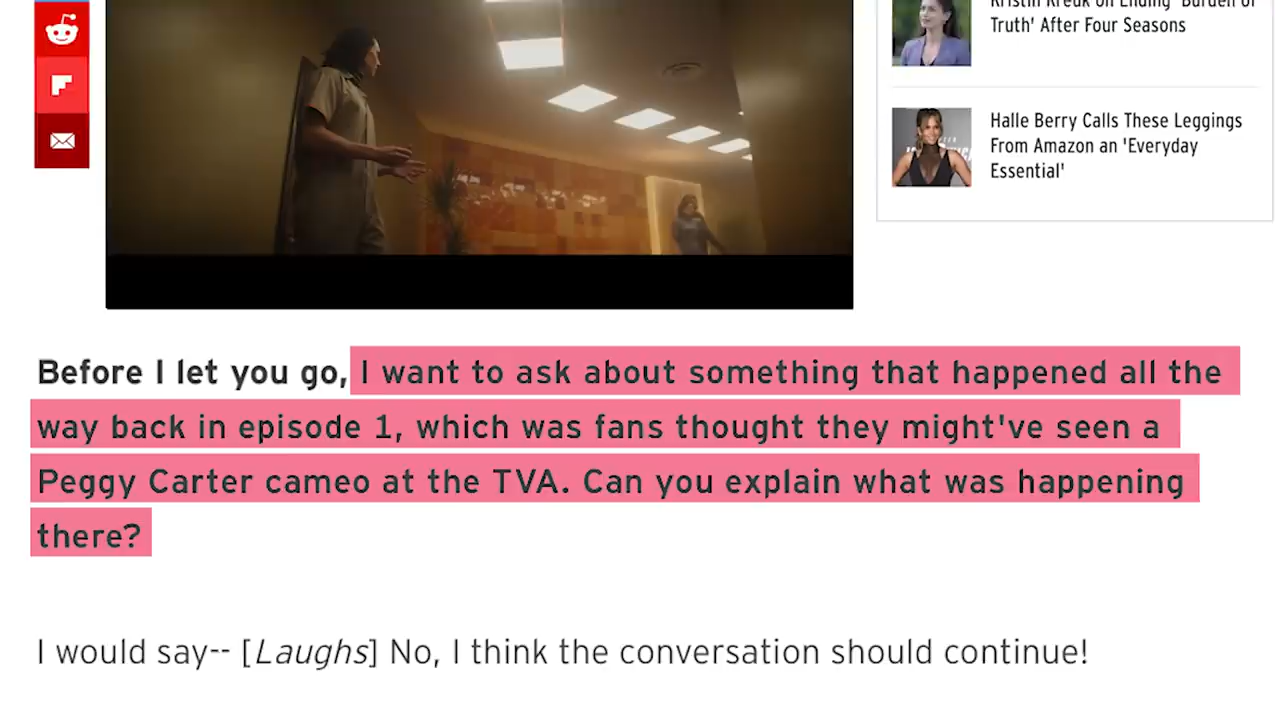 Kristin Kreuk on Ending 'Burden of
Truth' After Four Seasons
Halle Berry Calls These Leggings
From Amazon an 'Everyday
Essential'
Before I let you go, I want to ask about something that happened all the
way back in episode 1, which was fans thought they might've seen a
Peggy Carter cameo at the TVA. Can you explain what was happening
there?
I would say-- [Laughs] No, I think the conversation should continue!